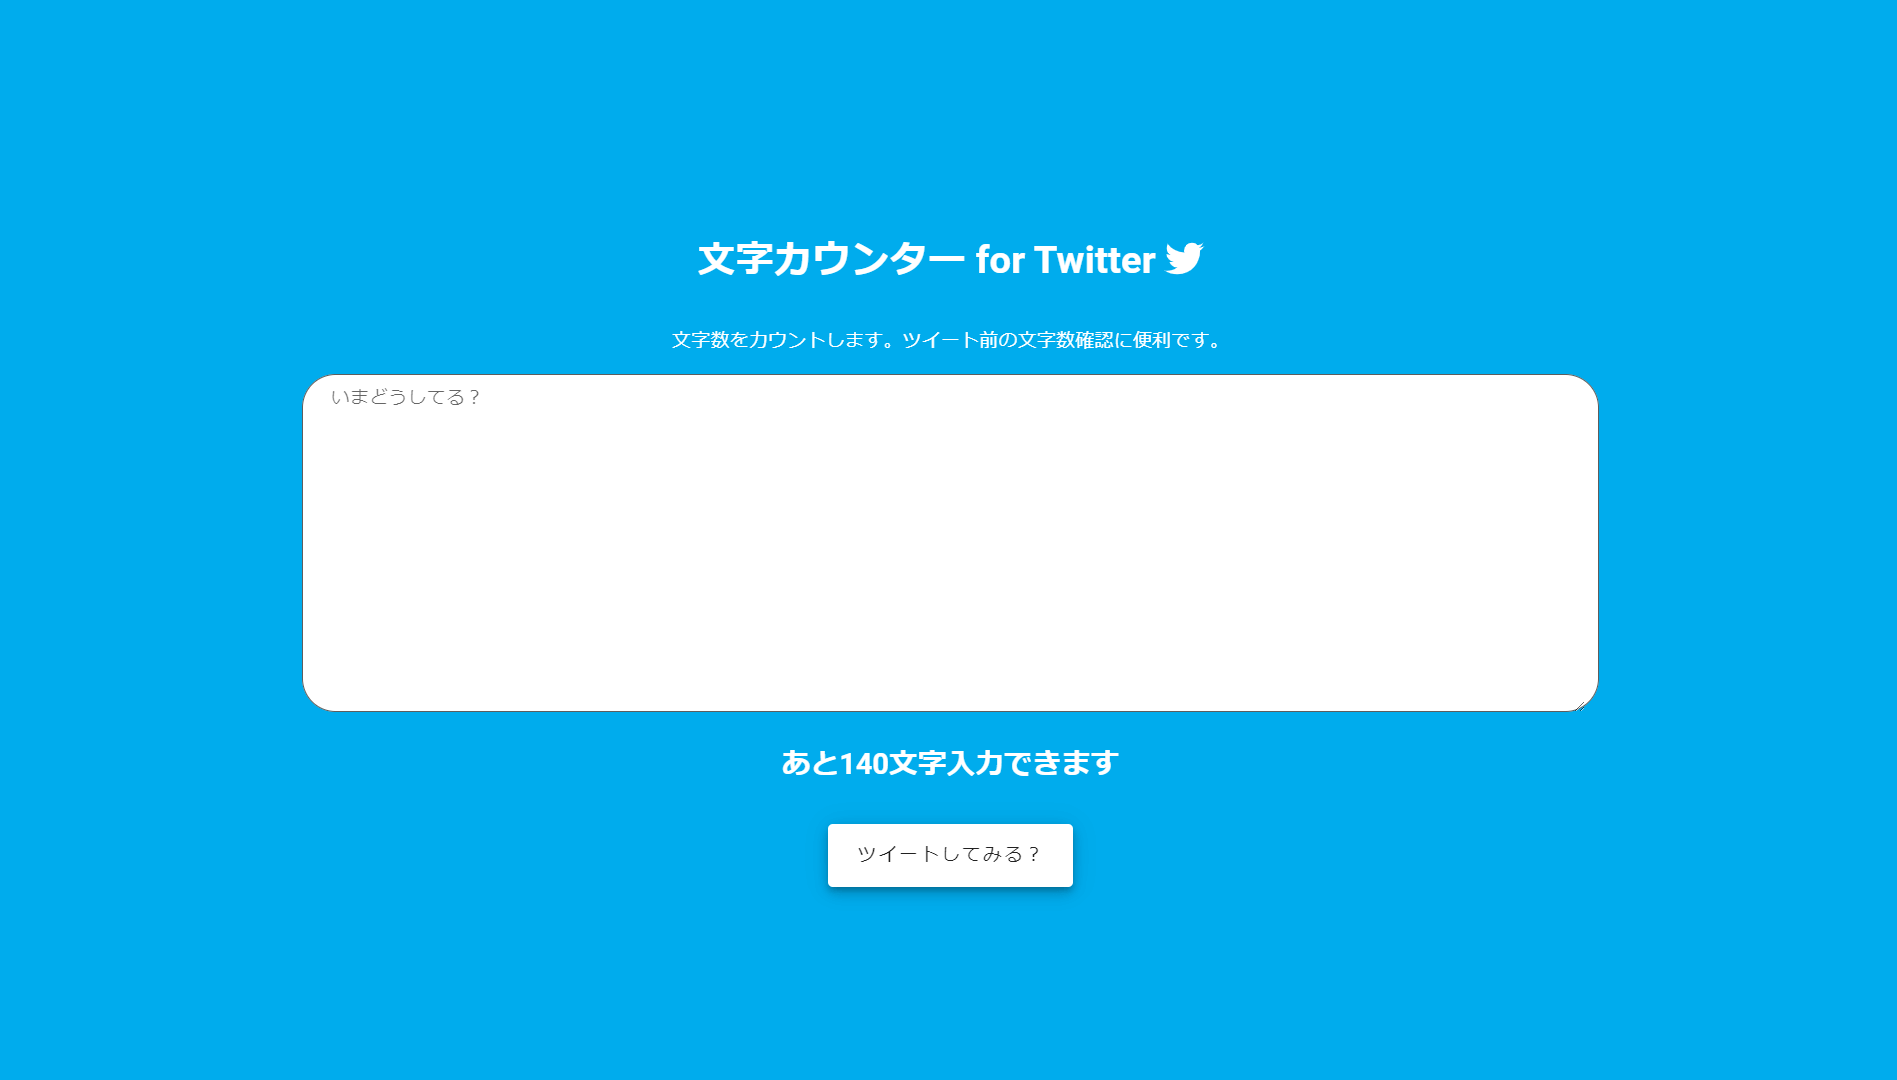 文字カウンター for Twitter
文字数をカウントします。ツイート前の文字数確認に便利です。
いまどうしてる？
あと140文字入力できます
ツイートしてみる？